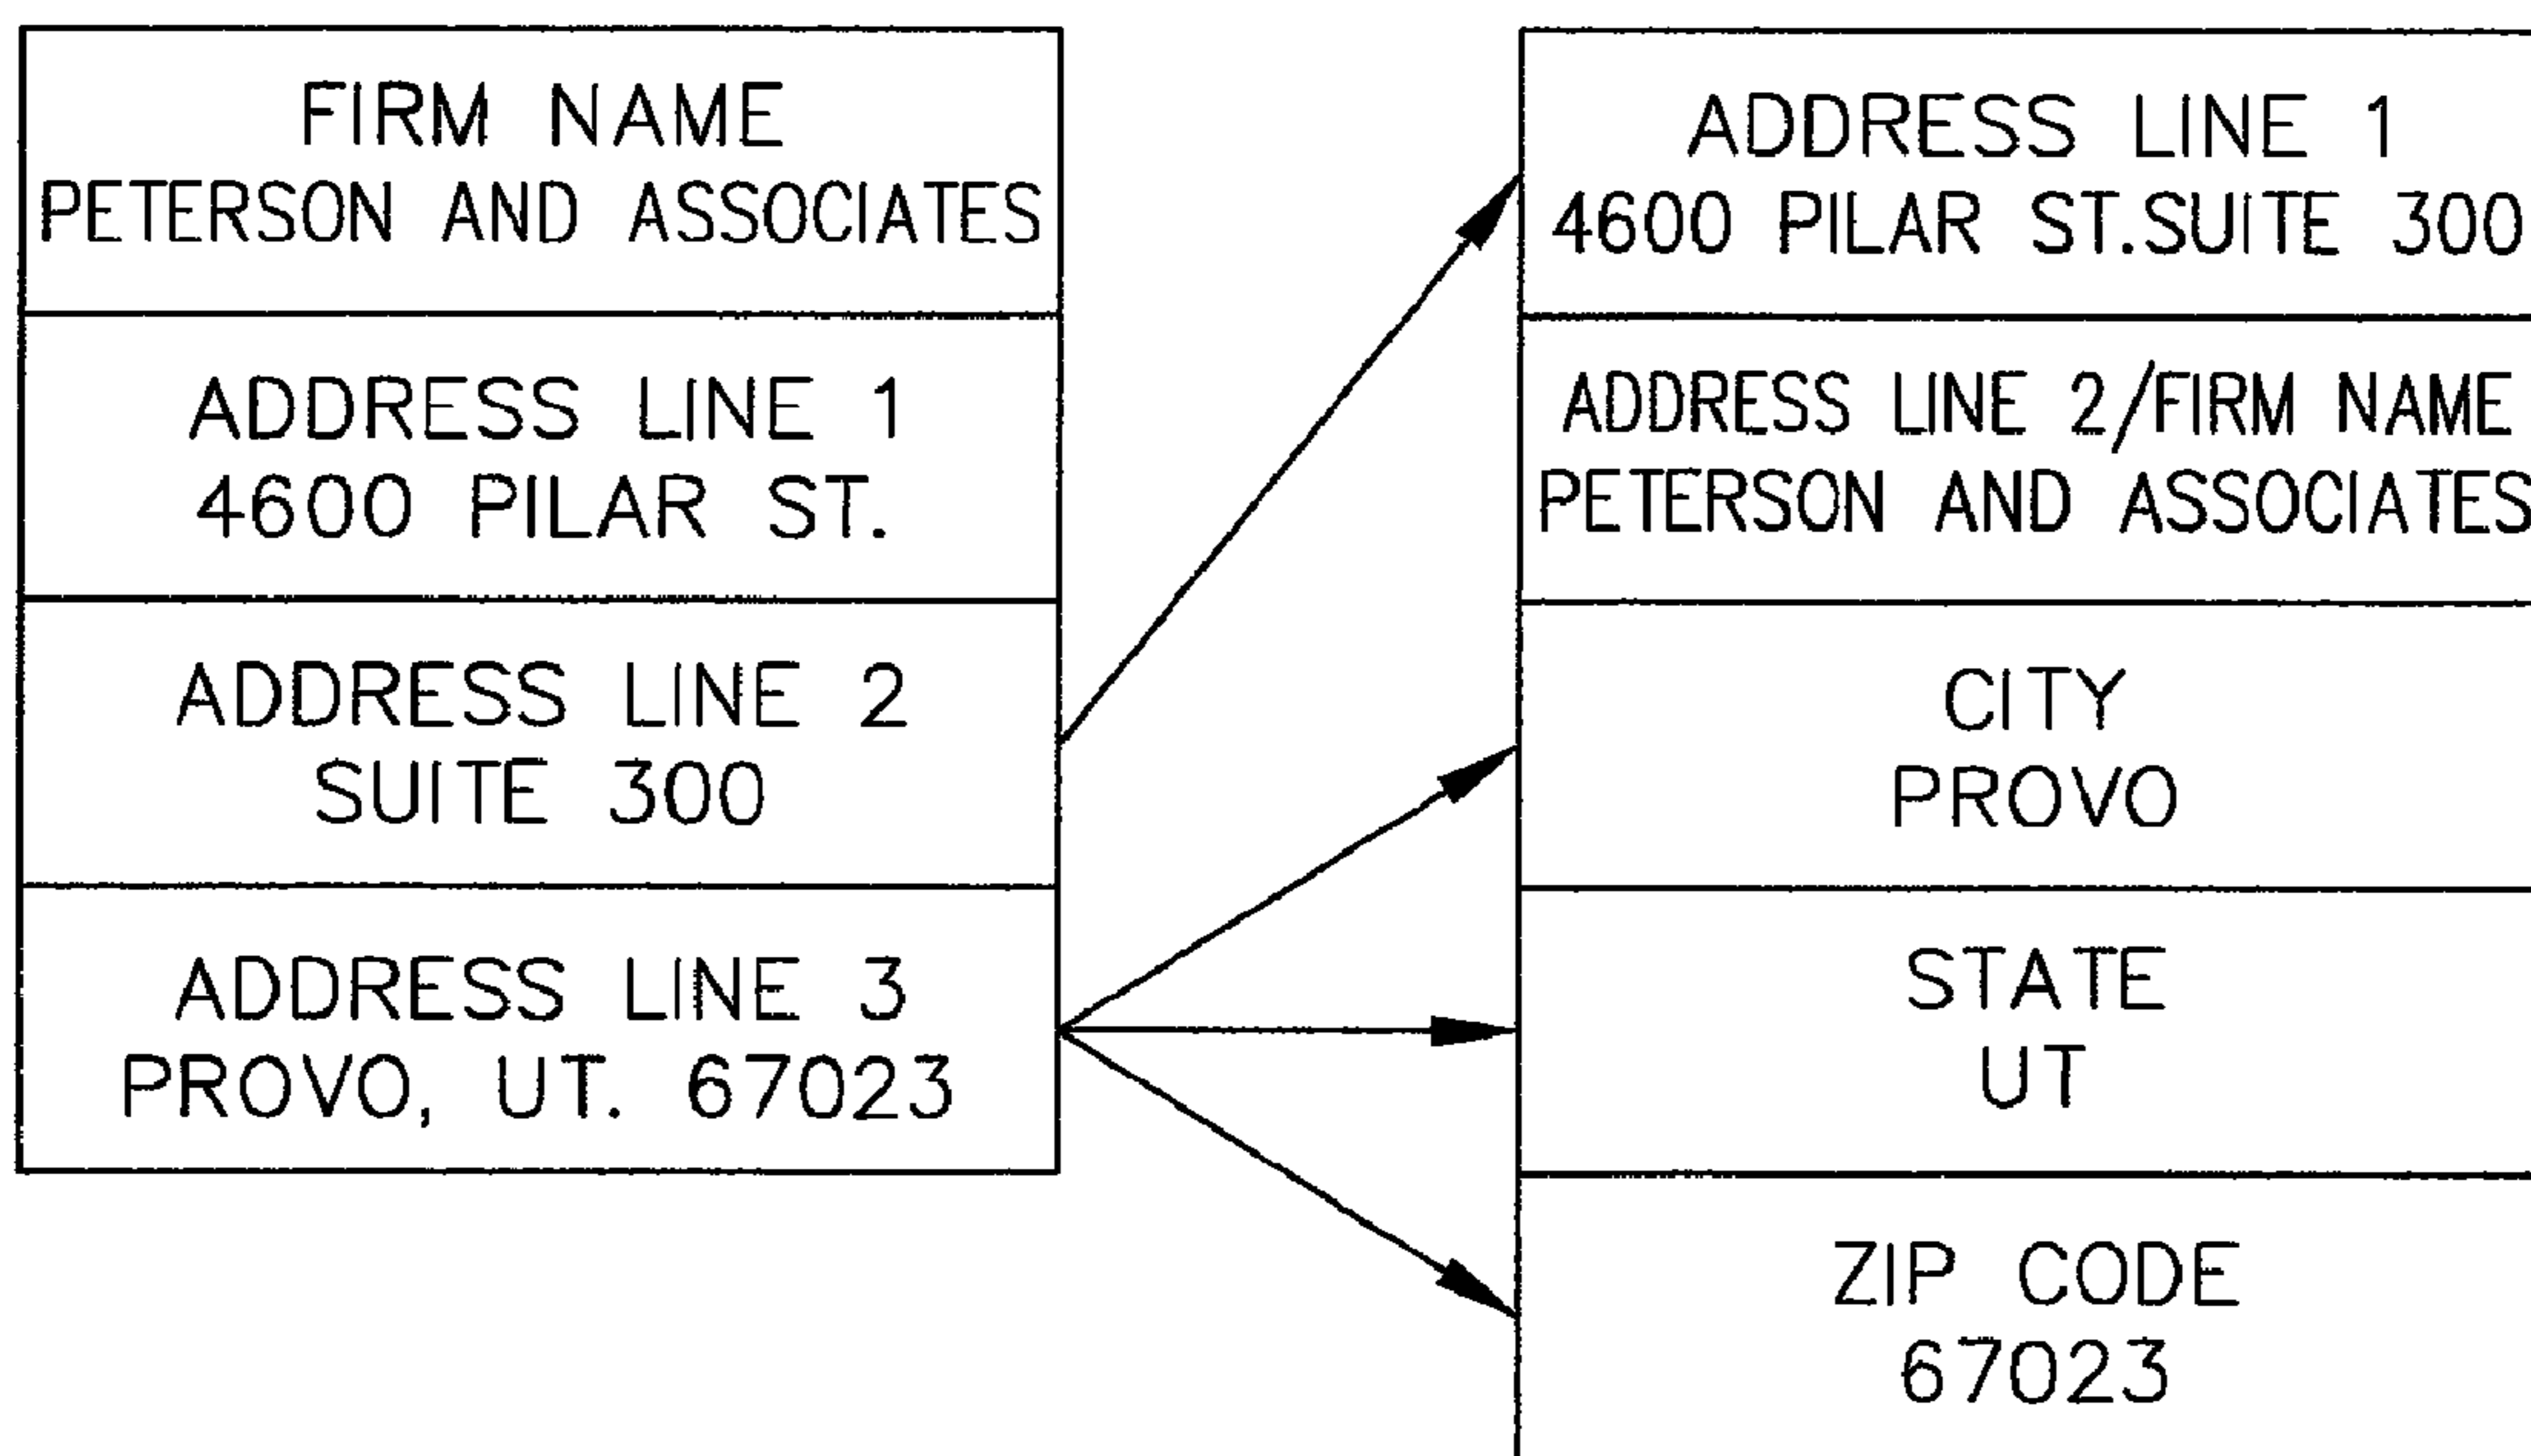 FIRM NAME
PETERSON AND ASSOCIATES
ADDRESS LINE 1
4600 PILAR ST.
ADDRESS LINE 2
SUITE 300
ADDRESS LINE 3
PROVO, UT. 67023
ADDRESS LINE 1
4600 PILAR ST.SUITE 300
ADDRESS LINE 2/FIRM NAME
PETERSON AND ASSOCIATES
CITY
PROVO
STATE
UT
ZIP CODE
67023